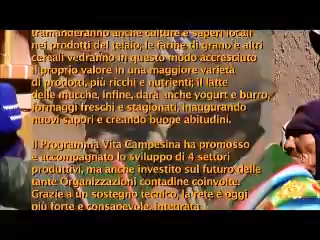 tramanderanno anche culture e saperi locali
nei prodotti del telaio; le farine di grano e altri
cereali vedranno in questo modo accresciuto
il proprio valore in una maggiore varietà
di prodotti, più ricchi e nutrienti; il latte
delle mucche, infine, darà anche yogurt e burro,
formaggi freschi e stagionati, inaugurando
nuovi sapori e creando buone abitudini.
Il Programma Vita Campesina ha promosso
e accompagnato lo sviluppo di 4 settori
produttivi, ma anche investito sul futuro delle
tante Organizzazioni contadine coinvolte.
Grazie a un sostegno tecnico, la rete è oggi
più forte e consapevole, integrata